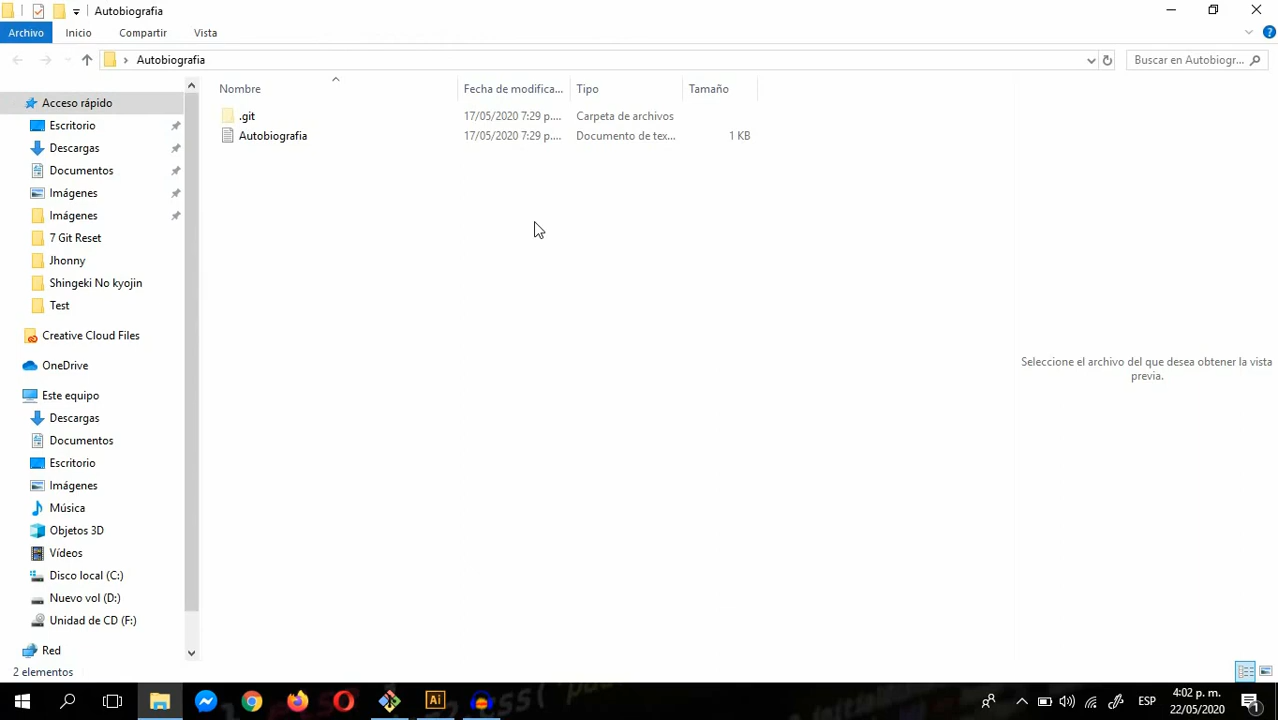 Autobiografia
Archivo Inicio Compartir Vista
Autobiografia
Buscar en Autobiogr...
Nombre Fecha de modifica... Tipo Tamaño
.git 17/05/2020 7:29 p.... Carpeta de archivos
Autobiografia 17/05/2020 7:29 p.... Documento de tex... 1 KB
Acceso rápido
Escritorio
Descargas
Documentos
Imágenes
Imágenes
7 Git Reset
Jhonny
Shingeki No kyojin
Test
Creative Cloud Files
OneDrive
Este equipo
Descargas
Documentos
Escritorio
Imágenes
Música
Objetos 3D
Vídeos
Disco local (C:)
Nuevo vol (D:)
Unidad de CD (F:)
Red
Seleccione el archivo del que desea obtener la vista
previa.
2 elementos
Ai
ESP
4:02 p. m.
22/05/2020
1